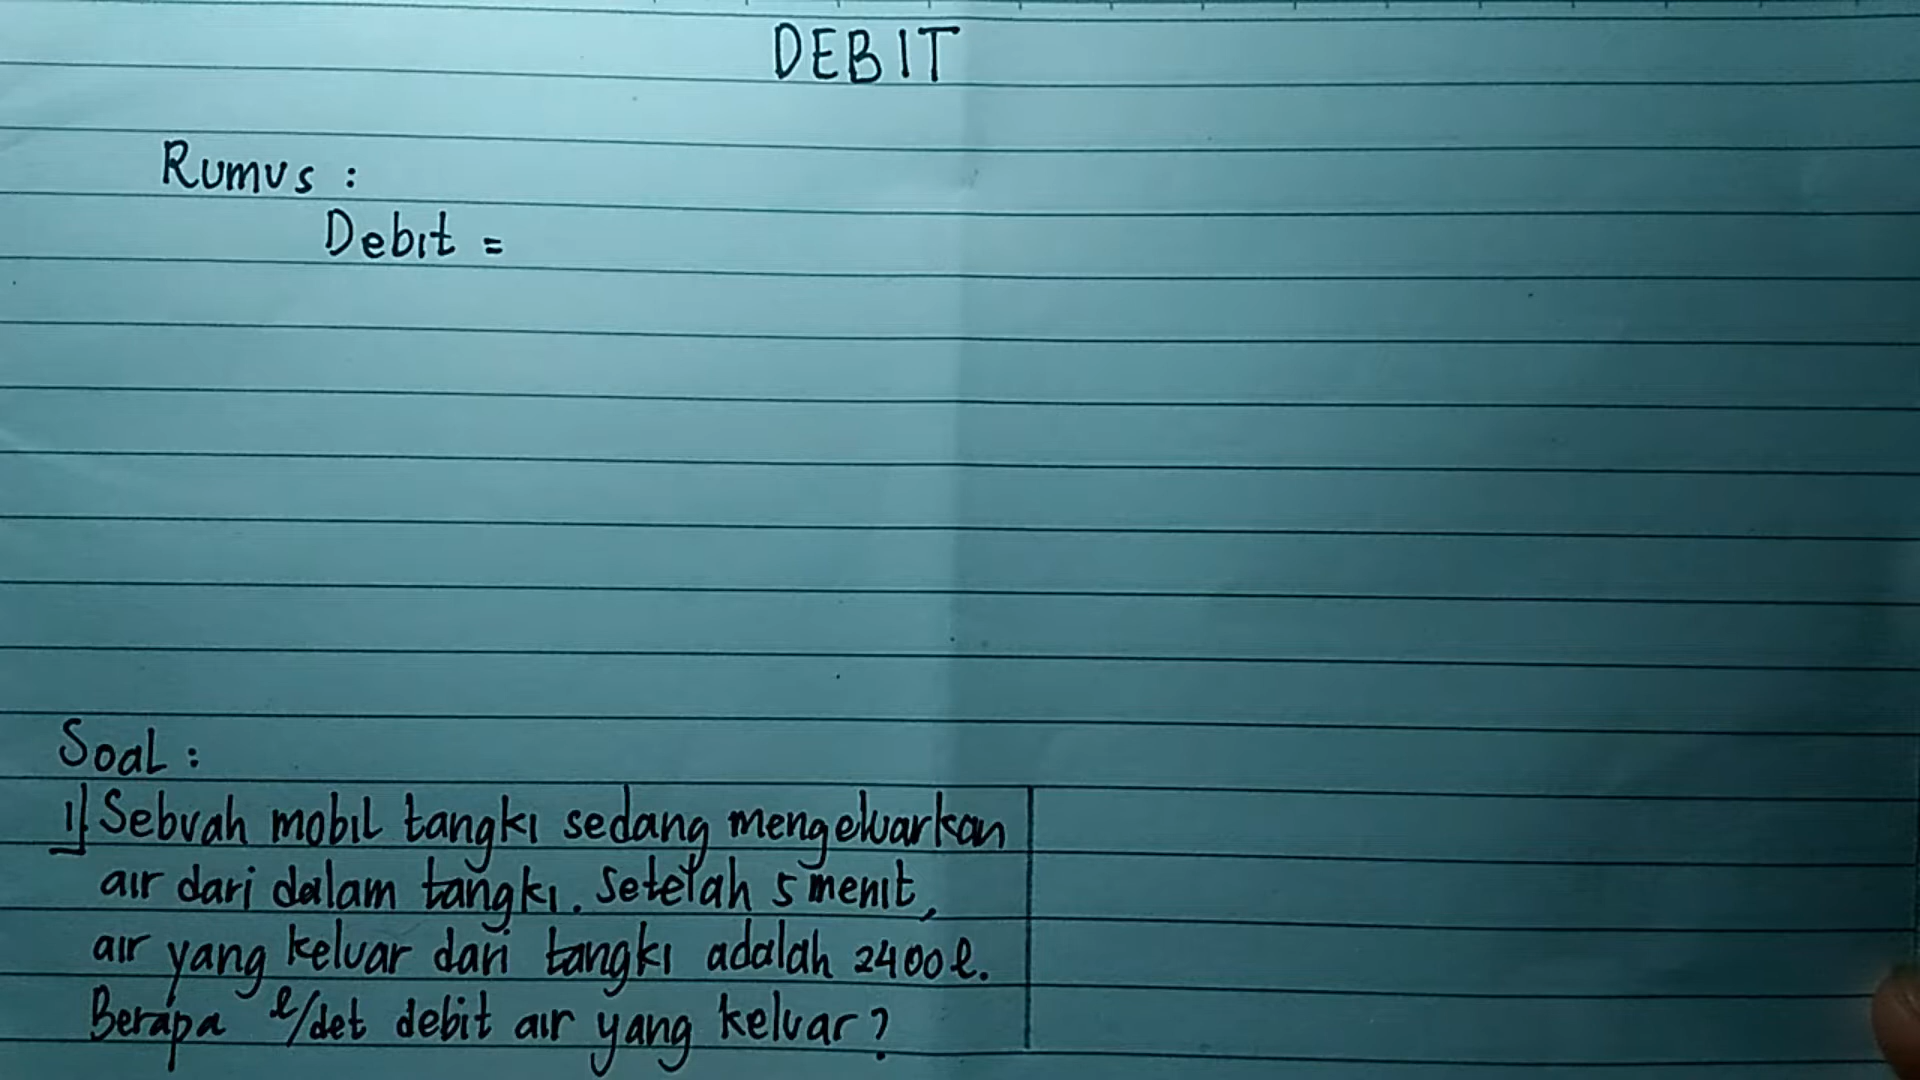 DEBIT
Rumus :
Debit =
Soal :
1] Sebuah mobil tangki sedang mengeluarkan
air dari dalam tangki. Setelah 5 menit,
air yang keluar dari tangki adalah 2400 l.
Berapa l/det debit air yang keluar?